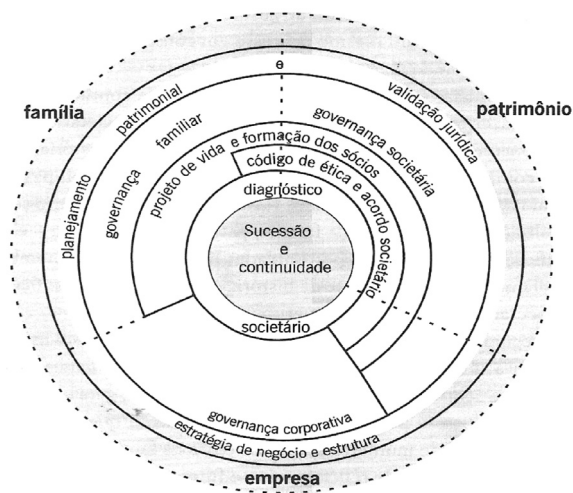 família
patrimônio
empresa
planejamento patrimonial e validação jurídica
governança familiar
governança societária
projeto de vida e formação dos sócios
código de ética e acordo societário
diagnóstico
Sucessão
e
continuidade
societário
governança corporativa
estratégia de negócio e estrutura